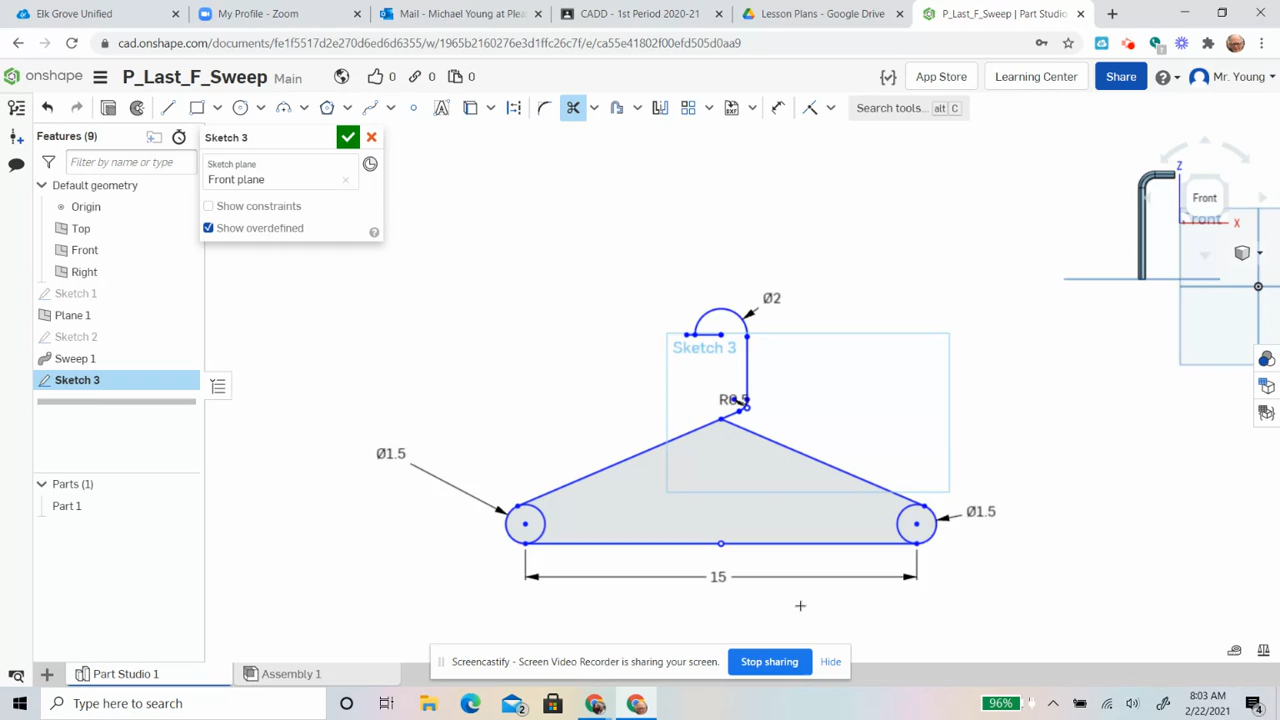 Elk Grove Unified
My Profile - Zoom
Mail - Michael Young at Plea
CADD - 1st Period 2020-21
Lesson Plans - Google Drive
P_Last_F_Sweep | Part Studio
cad.onshape.com/documents/fe1f5517d2e270d6ed6d6355/w/1965b2160276e3d1ffc26c7f/e/ca55e41802f00efd505d0aa9
onshape P_Last_F_Sweep Main 0 0 0 App Store Learning Center Share Mr. Young
Search tools... alt C
Features (9)
Filter by name or type
Default geometry
Origin
Top
Front
Right
Sketch 1
Plane 1
Sketch 2
Sweep 1
Sketch 3
Parts (1)
Part 1
Sketch 3
Sketch plane
Front plane
Show constraints
Show overdefined
Z
Front
Front
X
Ø2
Sketch 3
Ø1.5
Ø1.5
15
Screencastify - Screen Video Recorder is sharing your screen. Stop sharing Hide
Part Studio 1 Assembly 1
Type here to search
2
96%
8:03 AM
2/22/2021
4